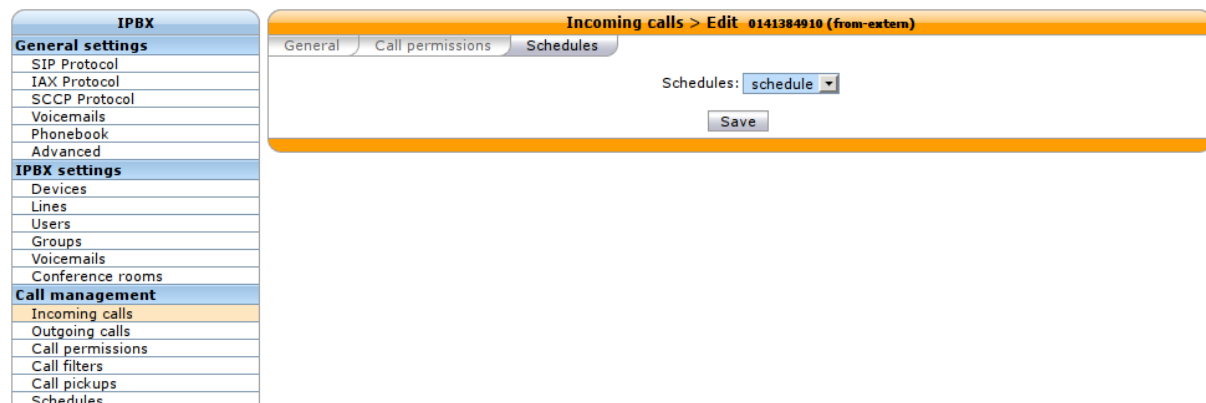 IPBX
General settings
SIP Protocol
IAX Protocol
SCCP Protocol
Voicemails
Phonebook
Advanced
IPBX settings
Devices
Lines
Users
Groups
Voicemails
Conference rooms
Call management
Incoming calls
Outgoing calls
Call permissions
Call filters
Call pickups
Schedules
Incoming calls > Edit 0141384910 (from-extern)
General Call permissions Schedules
Schedules: schedule
Save